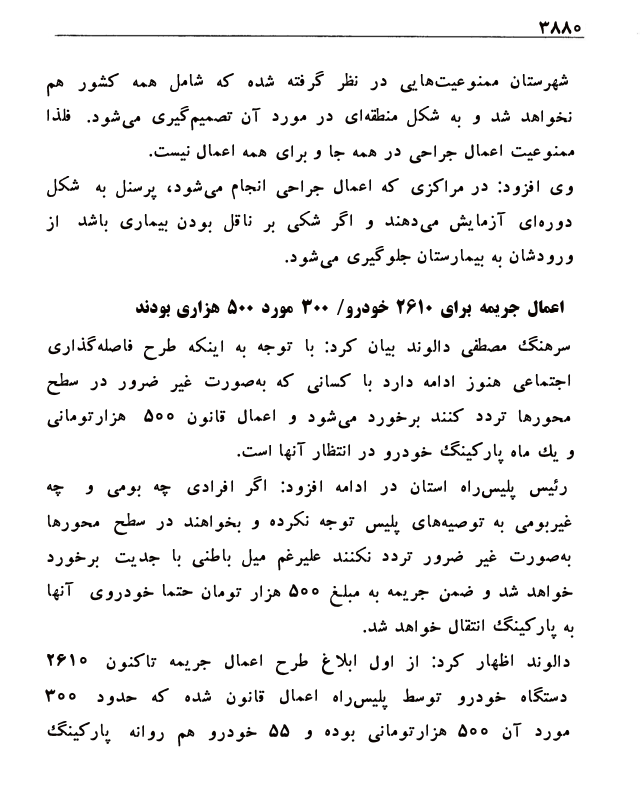 ۳۸۸۰
شهرستان ممنوعیت‌هایی در نظر گرفته شده که شامل همه کشور هم
نخواهد شد و به شکل منطقه‌ای در مورد آن تصمیم‌گیری می‌شود. فلذا
ممنوعیت اعمال جراحی در همه جا و برای همه اعمال نیست.
وی افزود: در مراکزی که اعمال جراحی انجام می‌شود، پرسنل به شکل
دوره‌ای آزمایش می‌دهند و اگر شکی بر ناقل بودن بیماری باشد از
ورودشان به بیمارستان جلوگیری می‌شود.
اعمال جریمه برای ۲۶۱۰ خودرو/ ۳۰۰ مورد ۵۰۰ هزاری بودند
سرهنگ مصطفی دالوند بیان کرد: با توجه به اینکه طرح فاصله‌گذاری
اجتماعی هنوز ادامه دارد با کسانی که به‌صورت غیر ضرور در سطح
محورها تردد کنند برخورد می‌شود و اعمال قانون ۵۰۰ هزارتومانی
و یك ماه پارکینگ خودرو در انتظار آنها است.
رئیس پلیس‌راه استان در ادامه افزود: اگر افرادی چه بومی و چه
غیربومی به توصیه‌های پلیس توجه نکرده و بخواهند در سطح محورها
به‌صورت غیر ضرور تردد نکنند علیرغم میل باطنی با جدیت برخورد
خواهد شد و ضمن جریمه به مبلغ ۵۰۰ هزار تومان حتما خودروی آنها
به پارکینگ انتقال خواهد شد.
دالوند اظهار کرد: از اول ابلاغ طرح اعمال جریمه تاکنون ۲۶۱۰
دستگاه خودرو توسط پلیس‌راه اعمال قانون شده که حدود ۳۰۰
مورد آن ۵۰۰ هزارتومانی بوده و ۵۵ خودرو هم روانه پارکینگ